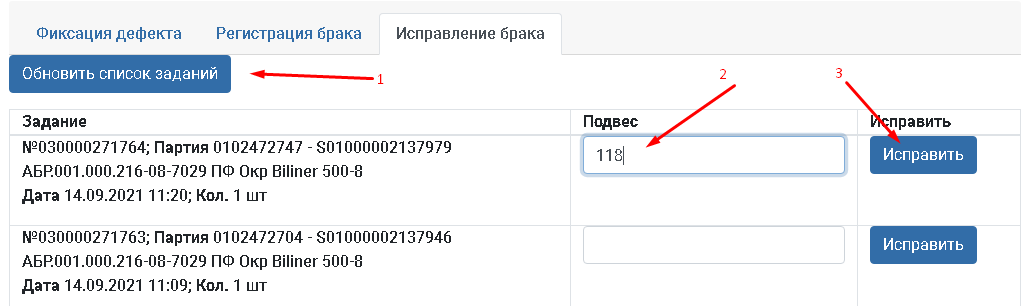 Фиксация дефекта Регистрация брака Исправление брака
Обновить список заданий 1 2 3
Задание Подвес Исправить
№030000271764; Партия 0102472747 - S01000002137979 118 Исправить
АБР.001.000.216-08-7029 ПФ Окр Biliner 500-8
Дата 14.09.2021 11:20; Кол. 1 шт
№030000271763; Партия 0102472704 - S01000002137946 Исправить
АБР.001.000.216-08-7029 ПФ Окр Biliner 500-8
Дата 14.09.2021 11:09; Кол. 1 шт